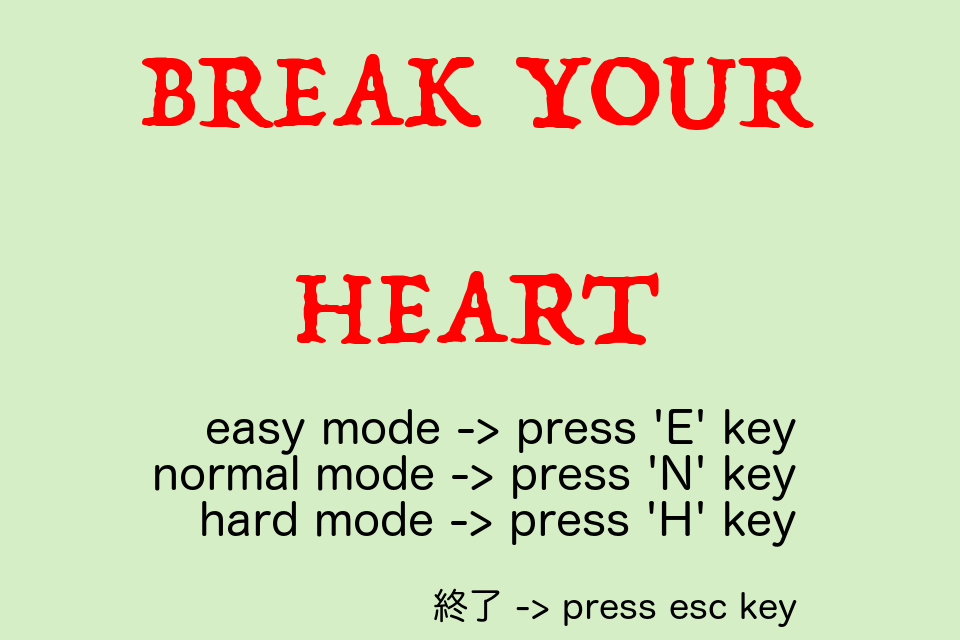 BREAK YOUR
HEART
easy mode -> press 'E' key
normal mode -> press 'N' key
hard mode -> press 'H' key
終了 -> press esc key